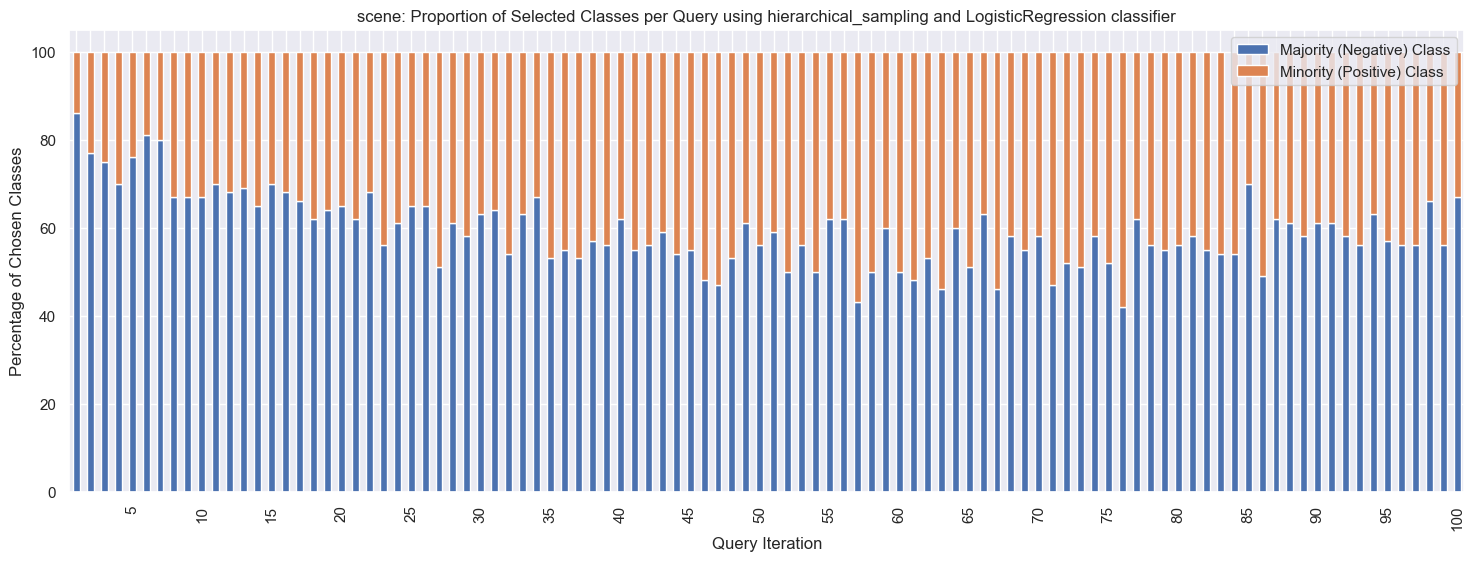 scene: Proportion of Selected Classes per Query using hierarchical_sampling and LogisticRegression classifier
Majority (Negative) Class
Minority (Positive) Class
Percentage of Chosen Classes
100
80
60
40
20
0
5 10 15 20 25 30 35 40 45 50 55 60 65 70 75 80 85 90 95 100
Query Iteration